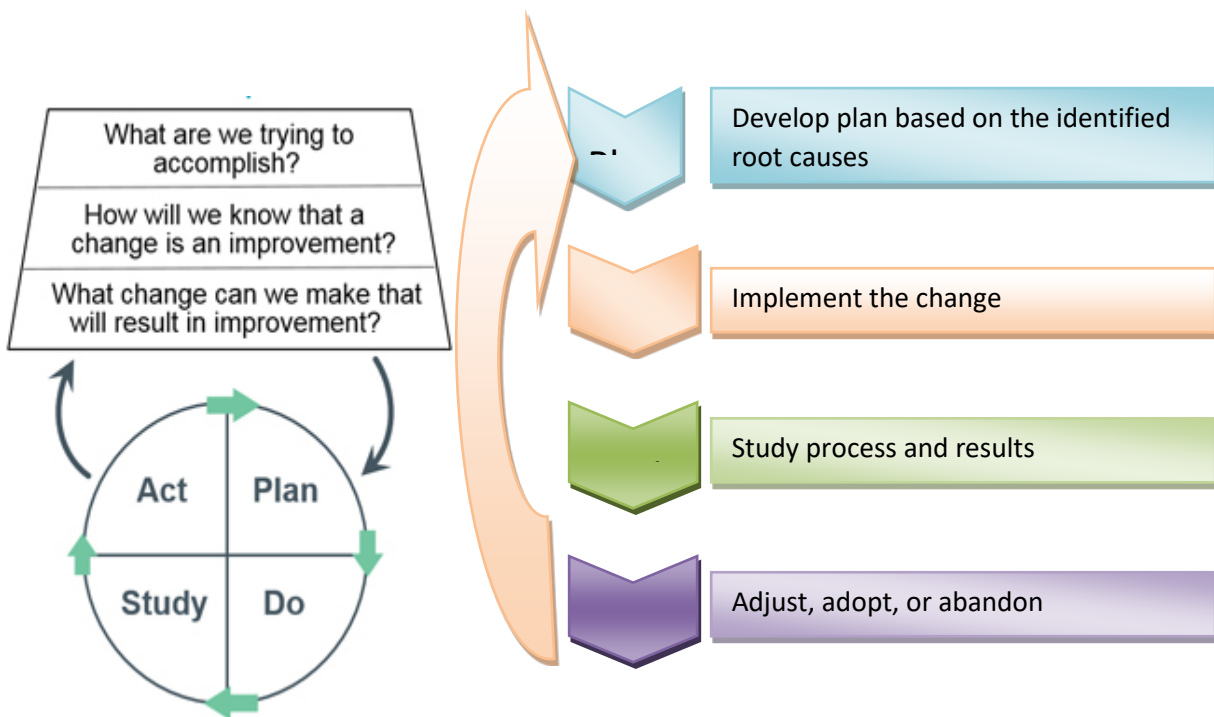 What are we trying to
accomplish?
How will we know that a
change is an improvement?
What change can we make that
will result in improvement?
Act
Plan
Study
Do
Develop plan based on the identified
root causes
Implement the change
Study process and results
Adjust, adopt, or abandon